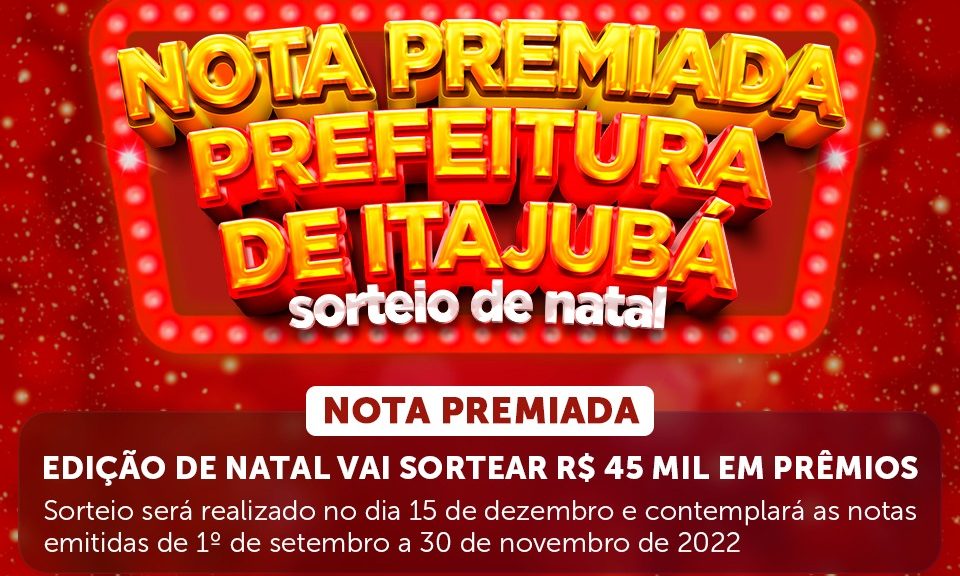 NOTA PREMIADA
PREFEITURA
DE ITAJUBÁ
sorteio de natal
NOTA PREMIADA
EDIÇÃO DE NATAL VAI SORTEAR R$ 45 MIL EM PRÊMIOS
Sorteio será realizado no dia 15 de dezembro e contemplará as notas
emitidas de 1º de setembro a 30 de novembro de 2022